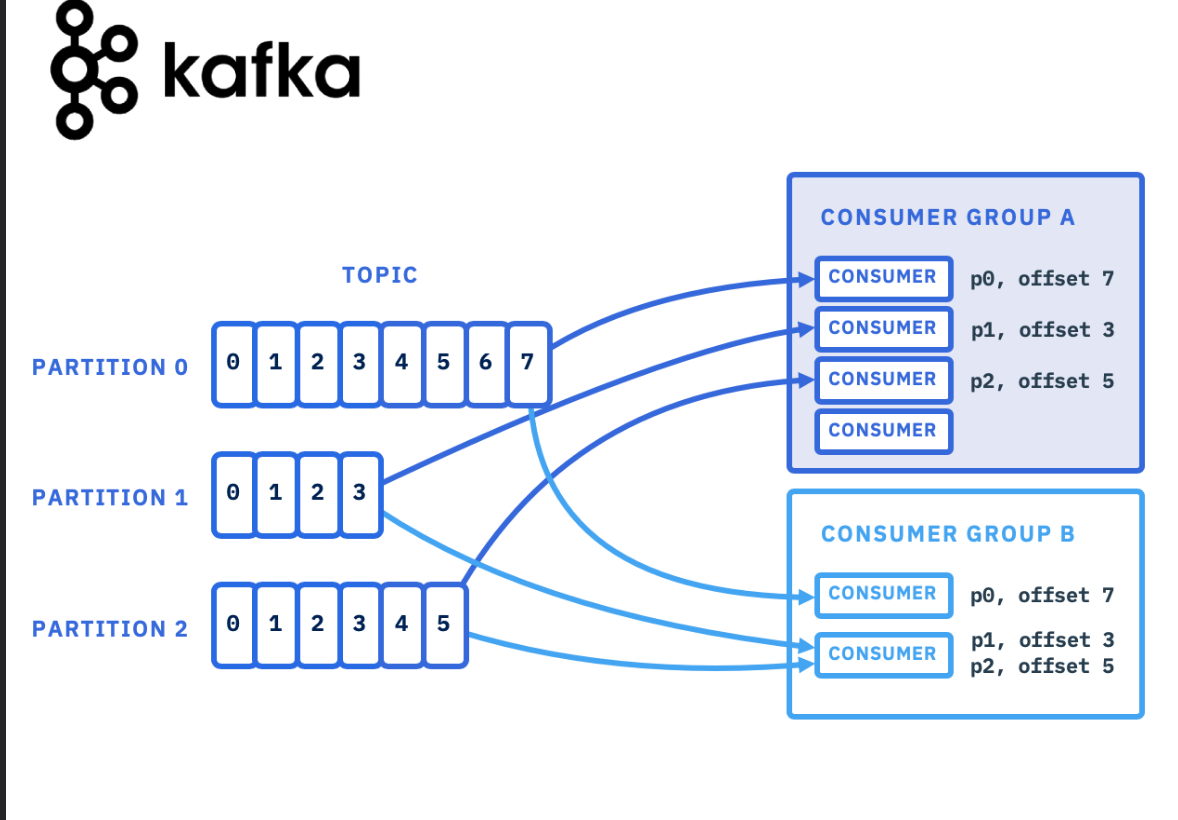 kafka
TOPIC
PARTITION 0
0 1 2 3 4 5 6 7
PARTITION 1
0 1 2 3
PARTITION 2
0 1 2 3 4 5
CONSUMER GROUP A
CONSUMER p0, offset 7
CONSUMER p1, offset 3
CONSUMER p2, offset 5
CONSUMER
CONSUMER GROUP B
CONSUMER p0, offset 7
CONSUMER p1, offset 3
p2, offset 5